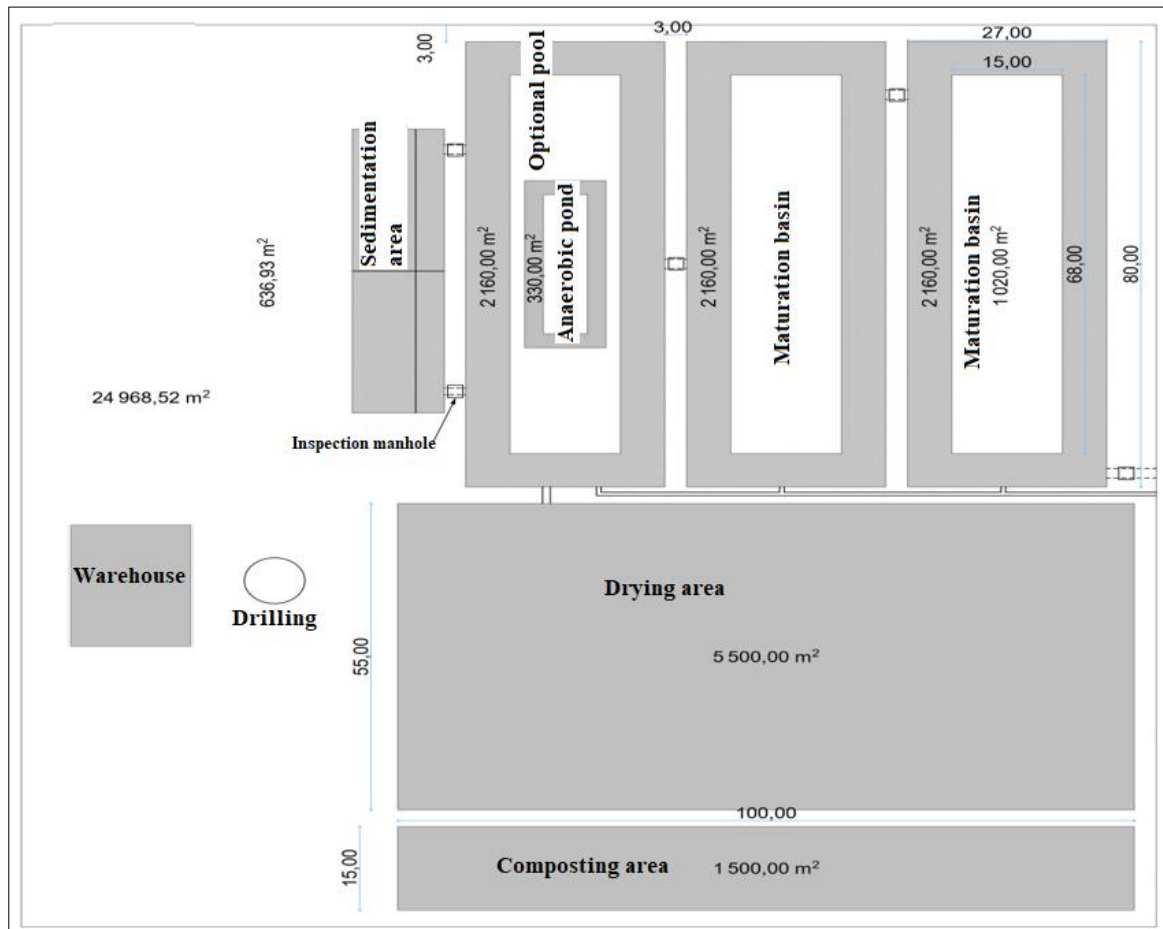 3,00
3,00
27,00
15,00
Optional pool
Sedimentation
area
636,93 m²
2 160,00 m²
330,00 m²
Anaerobic pond
2 160,00 m²
Maturation basin
2 160,00 m²
Maturation basin
1 020,00 m²
68,00
80,00
24 968,52 m²
Inspection manhole
Warehouse
Drilling
Drying area
5 500,00 m²
55,00
100,00
15,00
Composting area
1 500,00 m²